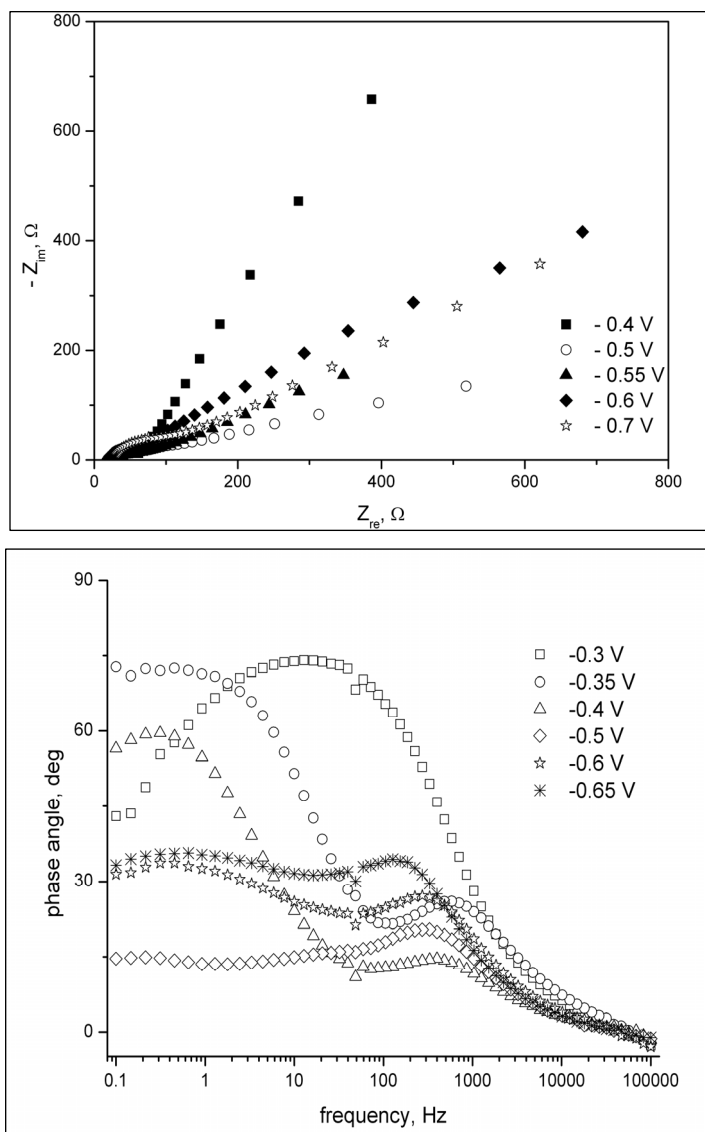 800
600
400
200
0
- Z_im, Ω
0 200 400 600 800
Z_re, Ω
- 0.4 V
- 0.5 V
- 0.55 V
- 0.6 V
- 0.7 V
90
60
30
0
phase angle, deg
0.1 1 10 100 1000 10000 100000
frequency, Hz
-0.3 V
-0.35 V
-0.4 V
-0.5 V
-0.6 V
-0.65 V